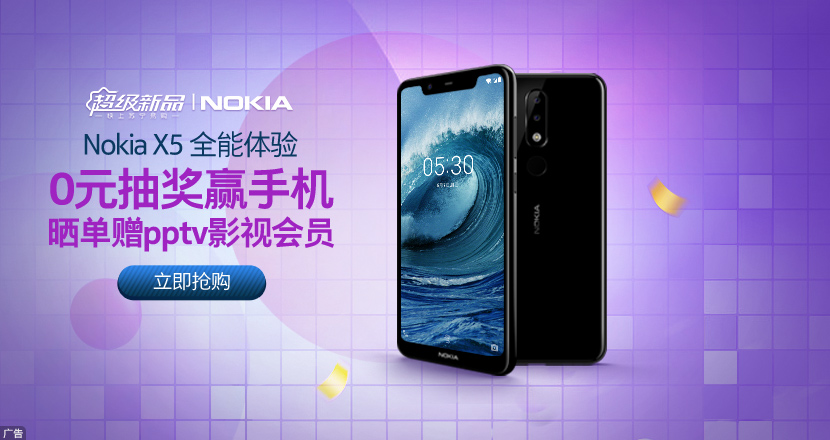 超级新品 | NOKIA
Nokia X5 全能体验
0元抽奖赢手机
晒单赠pptv影视会员
立即抢购
05:30
NOKIA
NOKIA
广告